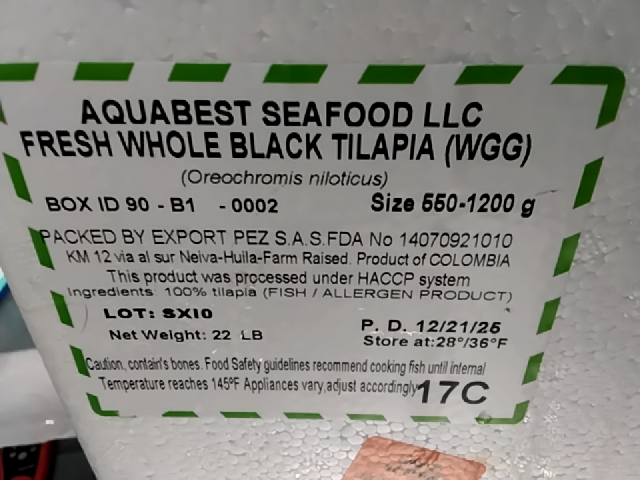 AQUABEST SEAFOOD LLC
FRESH WHOLE BLACK TILAPIA (WGG)
(Oreochromis niloticus)
BOX ID 90 - B1 - 0002 Size 550-1200 g
PACKED BY EXPORT PEZ S.A.S.FDA No 14070921010
KM 12 via al sur Neiva-Huila-Farm Raised. Product of COLOMBIA
This product was processed under HACCP system
Ingredients: 100% tilapia (FISH / ALLERGEN PRODUCT)
LOT: SXIO P. D. 12/21/25
Net Weight: 22 LB Store at:28°/36°F
Caution, contain's bones. Food Safety guidelines recommend cooking fish until internal
Temperature reaches 145ºF Appliances vary,adjust accordingly 17C